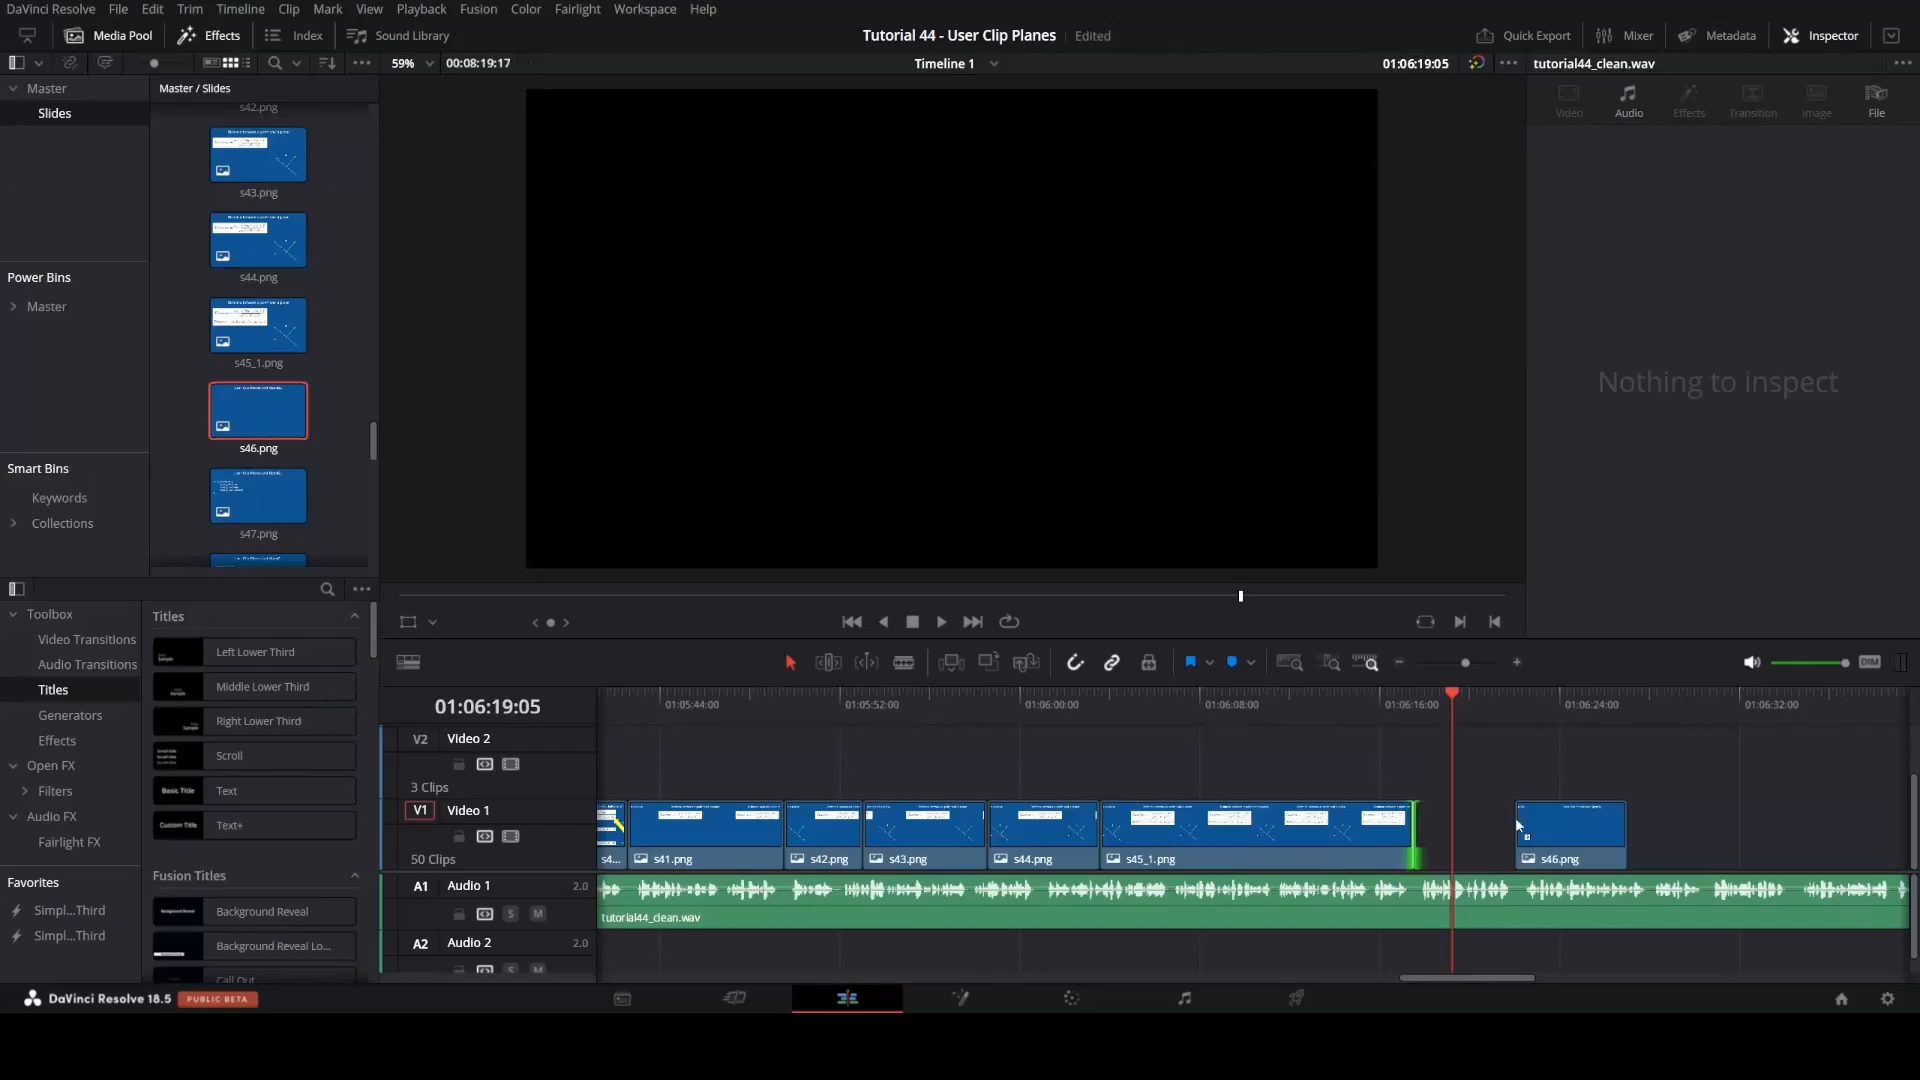 DaVinci Resolve File Edit Trim Timeline Clip Mark View Playback Fusion Color Fairlight Workspace Help
Media Pool Effects Index Sound Library
Tutorial 44 - User Clip Planes Edited
Quick Export Mixer Metadata Inspector
59% 00:08:19:17
Timeline 1
01:06:19:05
tutorial44_clean.wav
Master
Slides
Master / Slides
s42.png
s43.png
s44.png
s45_1.png
s46.png
s47.png
Power Bins
Master
Smart Bins
Keywords
Collections
Video
Audio
Effects
Transition
Image
File
Nothing to inspect
Toolbox
Video Transitions
Audio Transitions
Titles
Generators
Effects
Open FX
Filters
Audio FX
Fairlight FX
Favorites
Simpl...Third
Simpl...Third
Titles
Left Lower Third
Middle Lower Third
Right Lower Third
Scroll
Basic Title Text
Custom Title Text+
Fusion Titles
Background Reveal
Background Reveal Lo...
Call Out
DIM
01:06:19:05
01:05:44:00
01:05:52:00
01:06:00:00
01:06:08:00
01:06:16:00
01:06:24:00
01:06:32:00
V2 Video 2
3 Clips
V1 Video 1
50 Clips
s4...
s41.png
s42.png
s43.png
s44.png
s45_1.png
s46.png
A1 Audio 1 2.0
S M
tutorial44_clean.wav
A2 Audio 2 2.0
S M
DaVinci Resolve 18.5 PUBLIC BETA